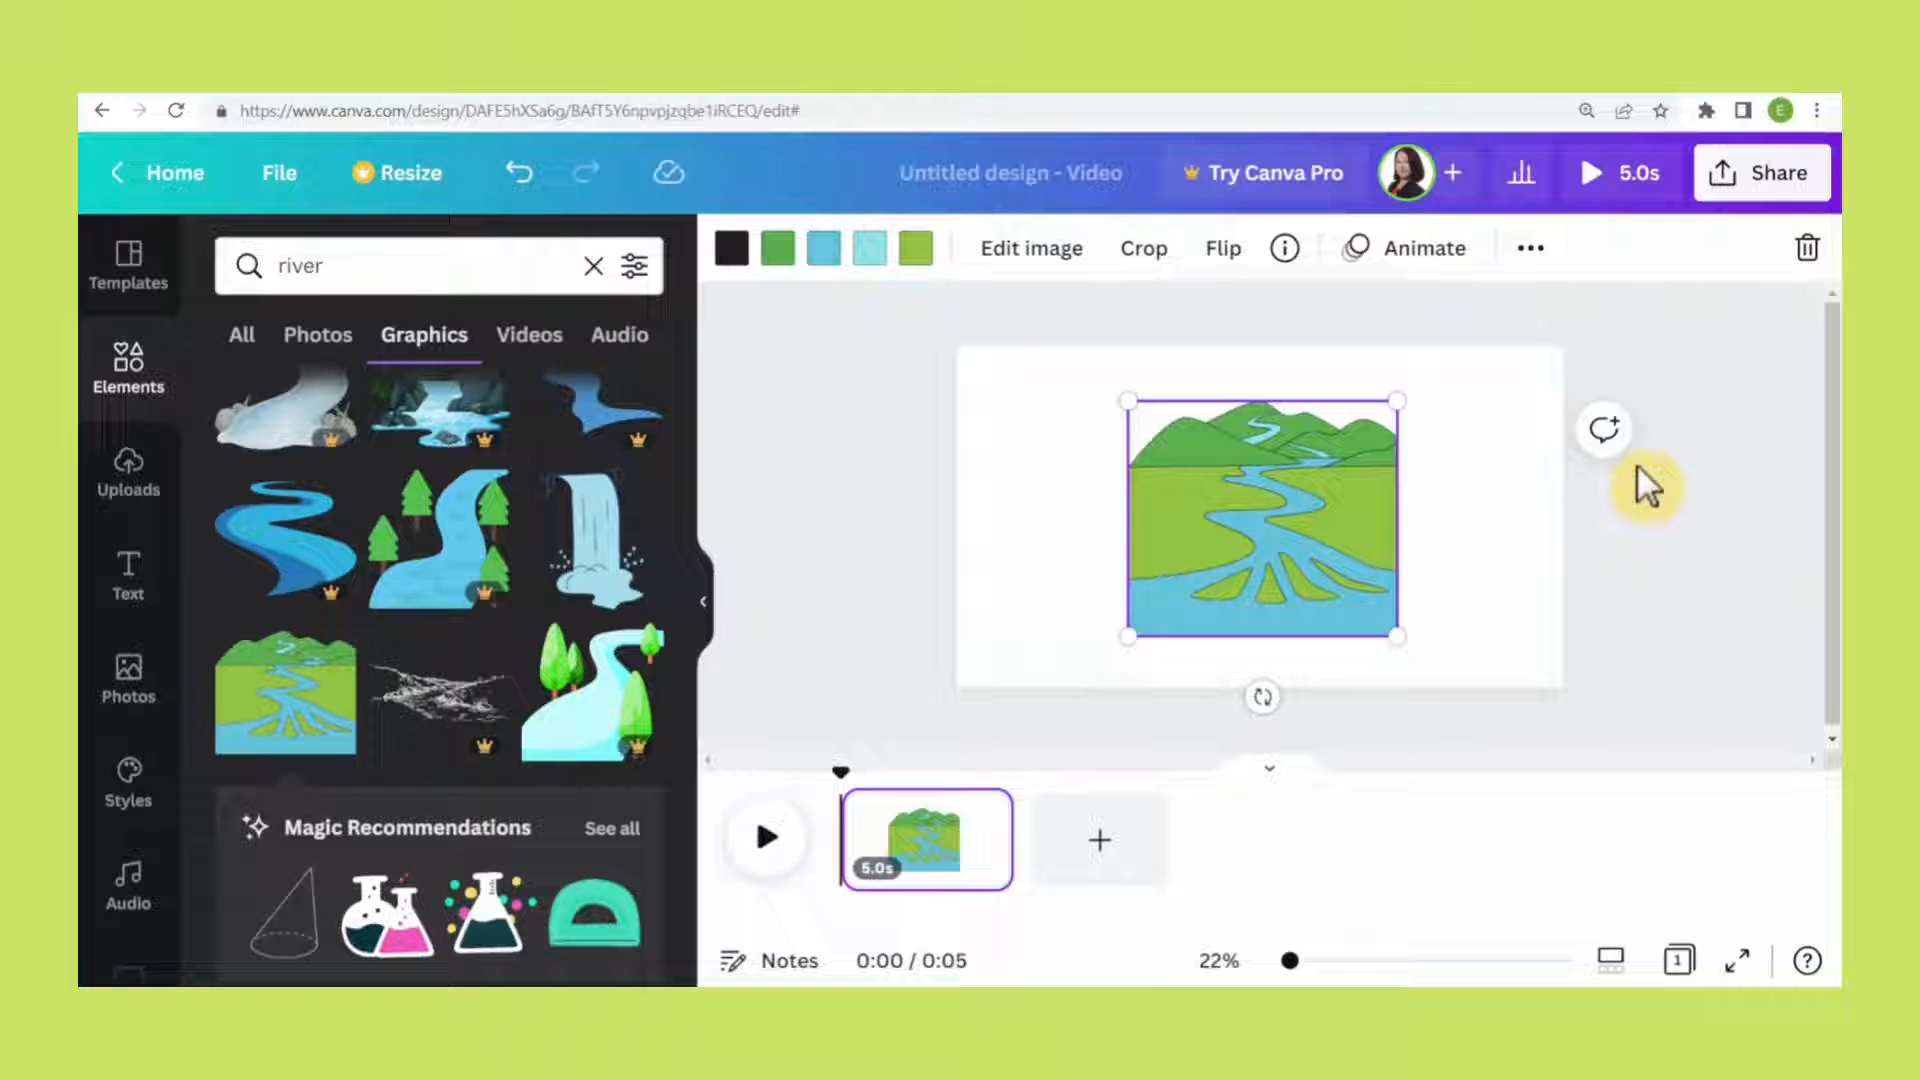 https://www.canva.com/design/DAFE5hXSa6g/BAfT5Y6npvpjzqbe1iRCEQ/edit#
E
Home
File
Resize
Untitled design - Video
Try Canva Pro
5.0s
Share
Templates
Elements
Uploads
Text
Photos
Styles
Audio
river
All
Photos
Graphics
Videos
Audio
Magic Recommendations
See all
Edit image
Crop
Flip
Animate
5.0s
Notes
0:00 / 0:05
22%
1
?